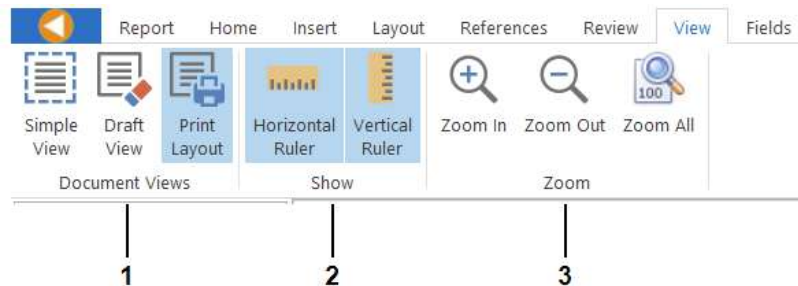 Report Home Insert Layout References Review View Fields
100
Simple View
Draft View
Print Layout
Horizontal Ruler
Vertical Ruler
Zoom In
Zoom Out
Zoom All
Document Views
Show
Zoom
1
2
3